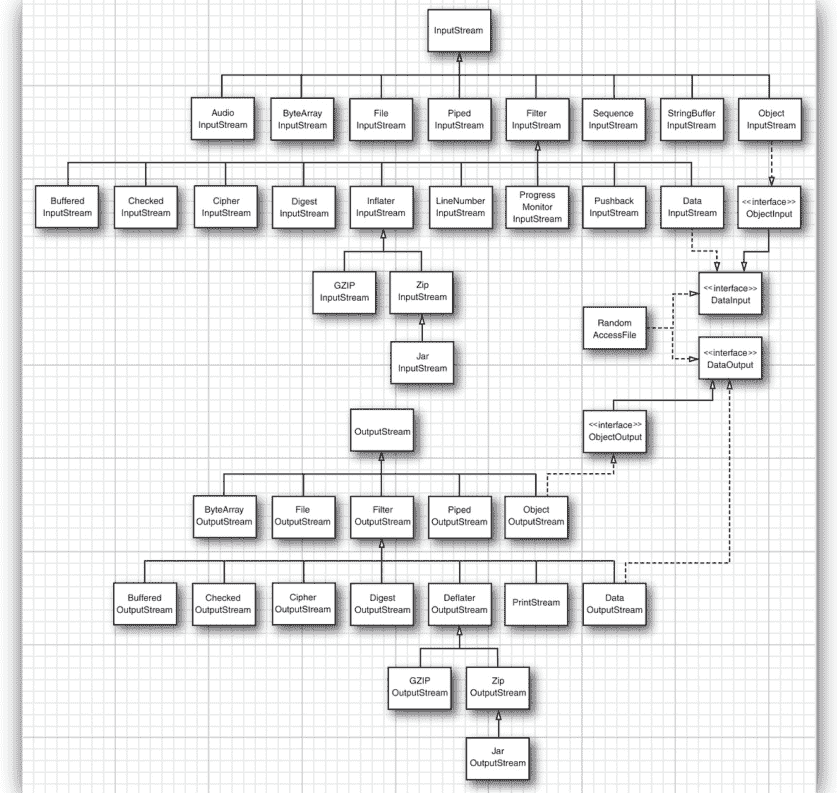 InputStream
Audio
InputStream
ByteArray
InputStream
File
InputStream
Piped
InputStream
Filter
InputStream
Sequence
InputStream
StringBuffer
InputStream
Object
InputStream
Buffered
InputStream
Checked
InputStream
Cipher
InputStream
Digest
InputStream
Inflater
InputStream
LineNumber
InputStream
Progress
Monitor
InputStream
Pushback
InputStream
Data
InputStream
<<interface>>
ObjectInput
GZIP
InputStream
Zip
InputStream
<<interface>>
DataInput
Random
AccessFile
Jar
InputStream
<<interface>>
DataOutput
OutputStream
<<interface>>
ObjectOutput
ByteArray
OutputStream
File
OutputStream
Filter
OutputStream
Piped
OutputStream
Object
OutputStream
Buffered
OutputStream
Checked
OutputStream
Cipher
OutputStream
Digest
OutputStream
Deflater
OutputStream
PrintStream
Data
OutputStream
GZIP
OutputStream
Zip
OutputStream
Jar
OutputStream